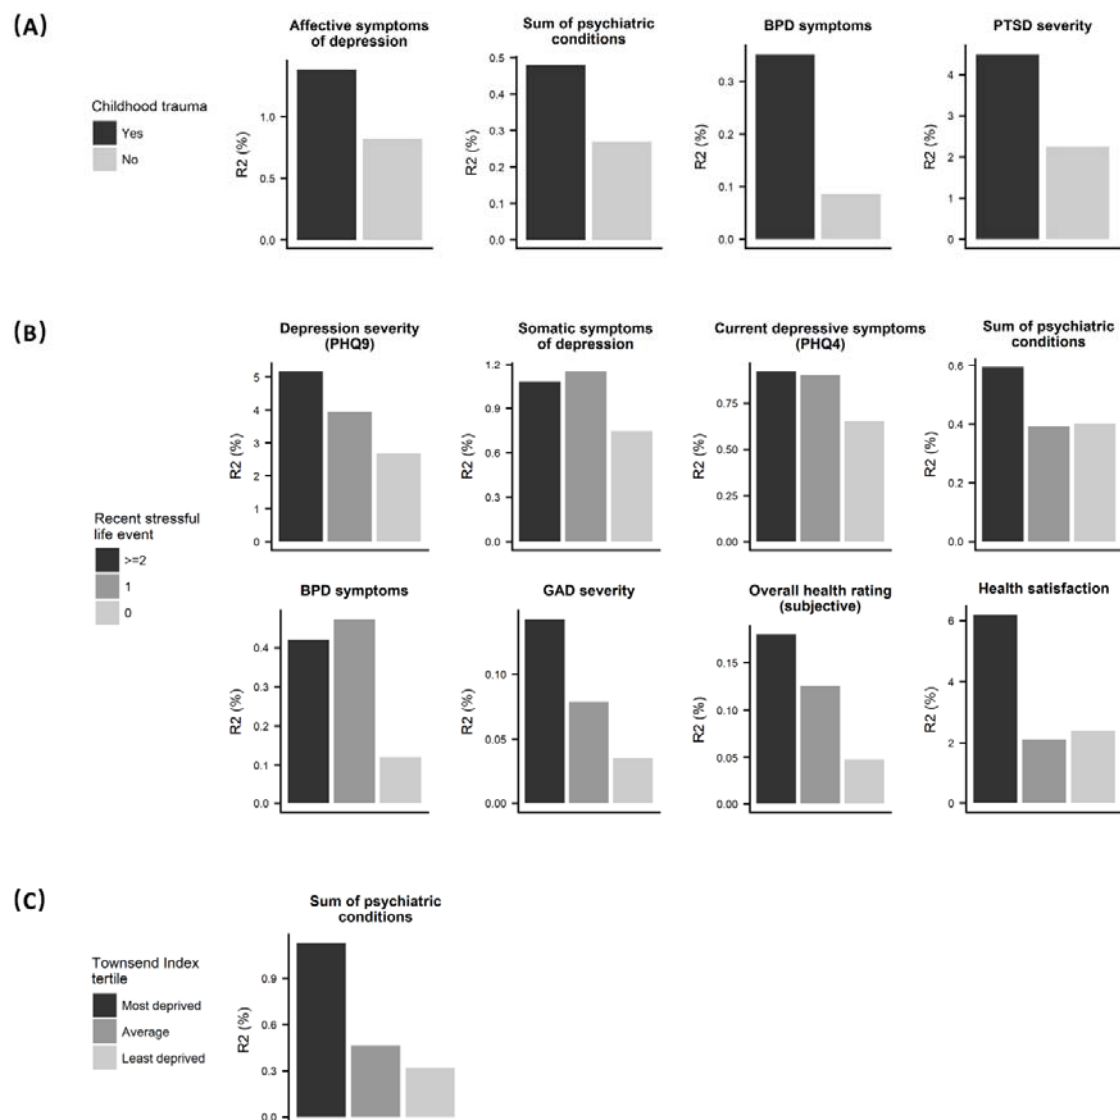 (A)
Affective symptoms
of depression
Sum of psychiatric
conditions
BPD symptoms
PTSD severity
Childhood trauma
Yes
No
R2 (%)
1.0
0.5
0.0
R2 (%)
0.5
0.4
0.3
0.2
0.1
0.0
R2 (%)
0.3
0.2
0.1
0.0
R2 (%)
4
3
2
1
0
(B)
Depression severity
(PHQ9)
Somatic symptoms
of depression
Current depressive symptoms
(PHQ4)
Sum of psychiatric
conditions
Recent stressful
life event
>=2
1
0
R2 (%)
5
4
3
2
1
0
R2 (%)
1.2
0.9
0.6
0.3
0.0
R2 (%)
0.75
0.50
0.25
0.00
R2 (%)
0.6
0.4
0.2
0.0
BPD symptoms
GAD severity
Overall health rating
(subjective)
Health satisfaction
R2 (%)
0.4
0.3
0.2
0.1
0.0
R2 (%)
0.10
0.05
0.00
R2 (%)
0.15
0.10
0.05
0.00
R2 (%)
6
4
2
0
(C)
Sum of psychiatric
conditions
Townsend Index
tertile
Most deprived
Average
Least deprived
R2 (%)
0.9
0.6
0.3
0.0